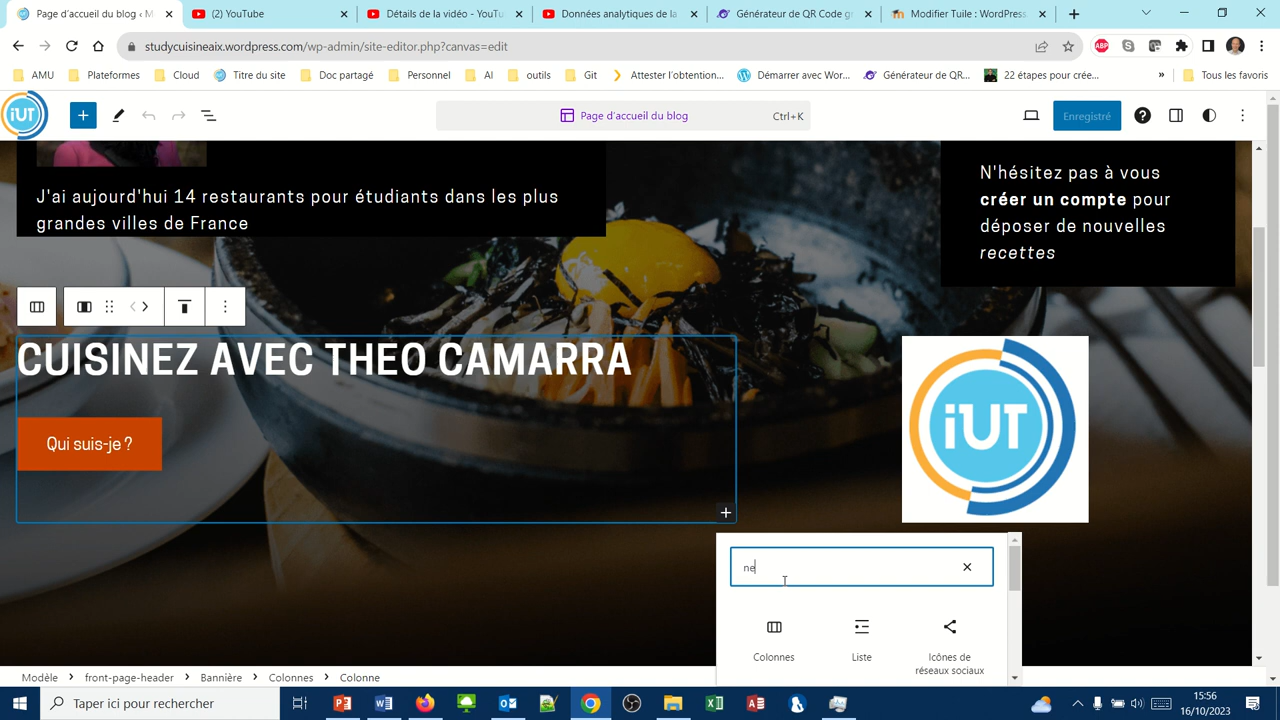 Page d'accueil du blog ‹ M
(2) YouTube
Détails de la vidéo - YouTu
Données analytiques de la
Générateur de QR Code gr
Modifier Tuile : WordPress
studycuisineaix.wordpress.com/wp-admin/site-editor.php?canvas=edit
ABP
AMU
Plateformes
Cloud
Titre du site
Doc partagé
Personnel
AI
outils
Git
Attester l'obtention...
Démarrer avec Wor...
Générateur de QR...
22 étapes pour crée...
»
Tous les favoris
iUT
Page d'accueil du blog
Ctrl+K
Enregistré
J'ai aujourd'hui 14 restaurants pour étudiants dans les plus
grandes villes de France
N'hésitez pas à vous
créer un compte pour
déposer de nouvelles
recettes
CUISINEZ AVEC THEO CAMARRA
Qui suis-je ?
iUT
ne
Colonnes
Liste
Icônes de
réseaux sociaux
Modèle
front-page-header
Bannière
Colonnes
Colonne
Taper ici pour rechercher
15:56
16/10/2023